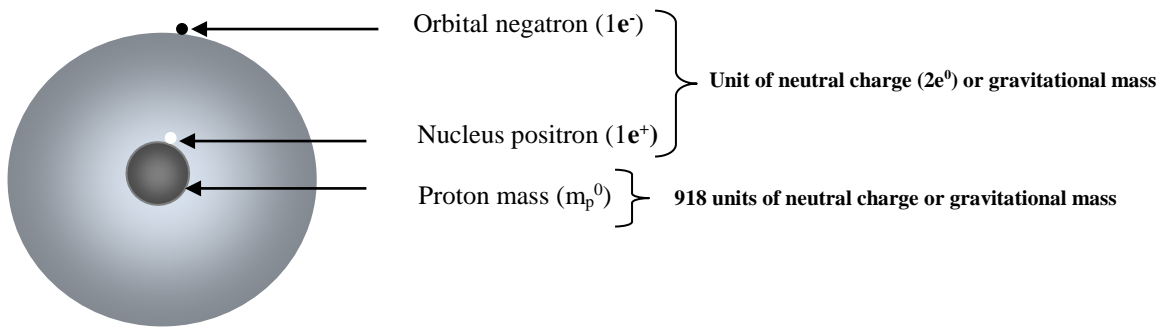 Orbital negatron (1e⁻)
Unit of neutral charge (2e⁰) or gravitational mass
Nucleus positron (1e⁺)
Proton mass (mₚ⁰)
918 units of neutral charge or gravitational mass